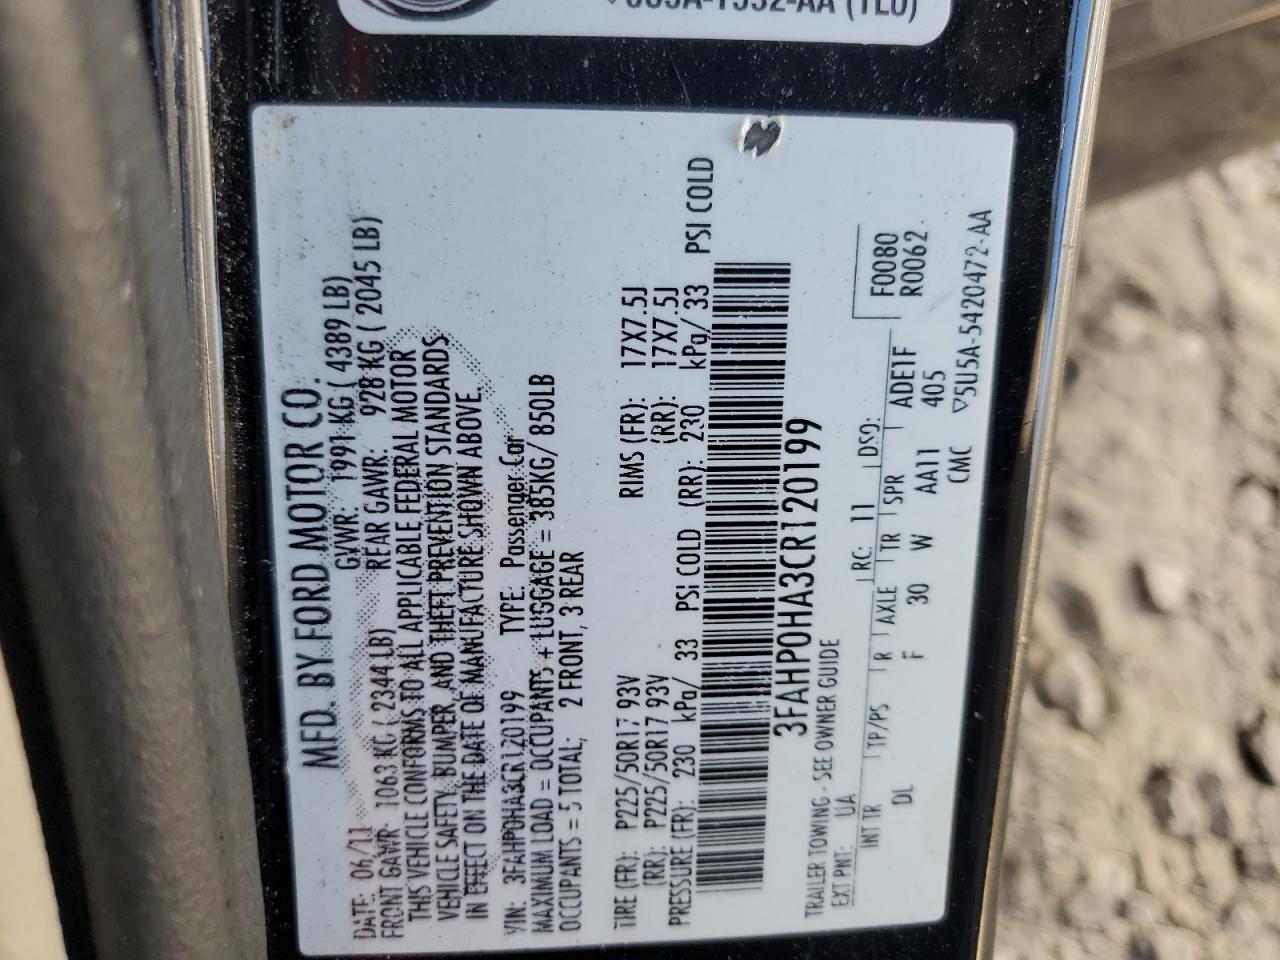 MFD. BY FORD MOTOR CO.
DATE: 06/11 GVWR: 1991 KG ( 4389 LB)
FRONT GAWR: 1063 KG ( 2344 LB) REAR GAWR: 928 KG ( 2045 LB)
THIS VEHICLE CONFORMS TO ALL APPLICABLE FEDERAL MOTOR
VEHICLE SAFETY, BUMPER, AND THEFT PREVENTION STANDARDS
IN EFFECT ON THE DATE OF MANUFACTURE SHOWN ABOVE.
VIN: 3FAHP0HA3CR120199 TYPE: Passenger Car
MAXIMUM LOAD = OCCUPANTS + LUGGAGE = 385KG/ 850LB
OCCUPANTS = 5 TOTAL; 2 FRONT, 3 REAR
TIRE (FR): P225/50R17 93V RIMS (FR): 17X7.5J
(RR): P225/50R17 93V (RR): 17X7.5J
PRESSURE (FR): 230 kPa/ 33 PSI COLD (RR): 230 kPa/ 33 PSI COLD
3FAHP0HA3CR120199
TRAILER TOWING - SEE OWNER GUIDE
EXT PNT: UA RC: 11 DSO: F0080
R0062
INT TR TP/PS R AXLE TR SPR ADE1F
DL F 30 W AA11 405
CMC ▽5U5A-5420472-AA